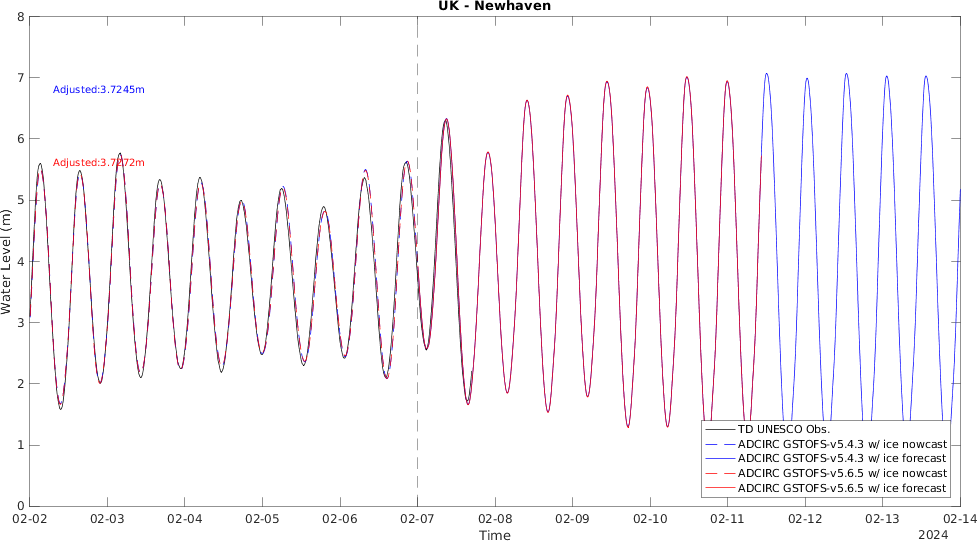 UK - Newhaven
8
7
6
5
4
3
2
1
0
Water Level (m)
Adjusted:3.7245m
Adjusted:3.7272m
TD UNESCO Obs.
ADCIRC GSTOFS-v5.4.3 w/ ice nowcast
ADCIRC GSTOFS-v5.4.3 w/ ice forecast
ADCIRC GSTOFS-v5.6.5 w/ ice nowcast
ADCIRC GSTOFS-v5.6.5 w/ ice forecast
02-02 02-03 02-04 02-05 02-06 02-07 02-08 02-09 02-10 02-11 02-12 02-13 02-14
Time
2024